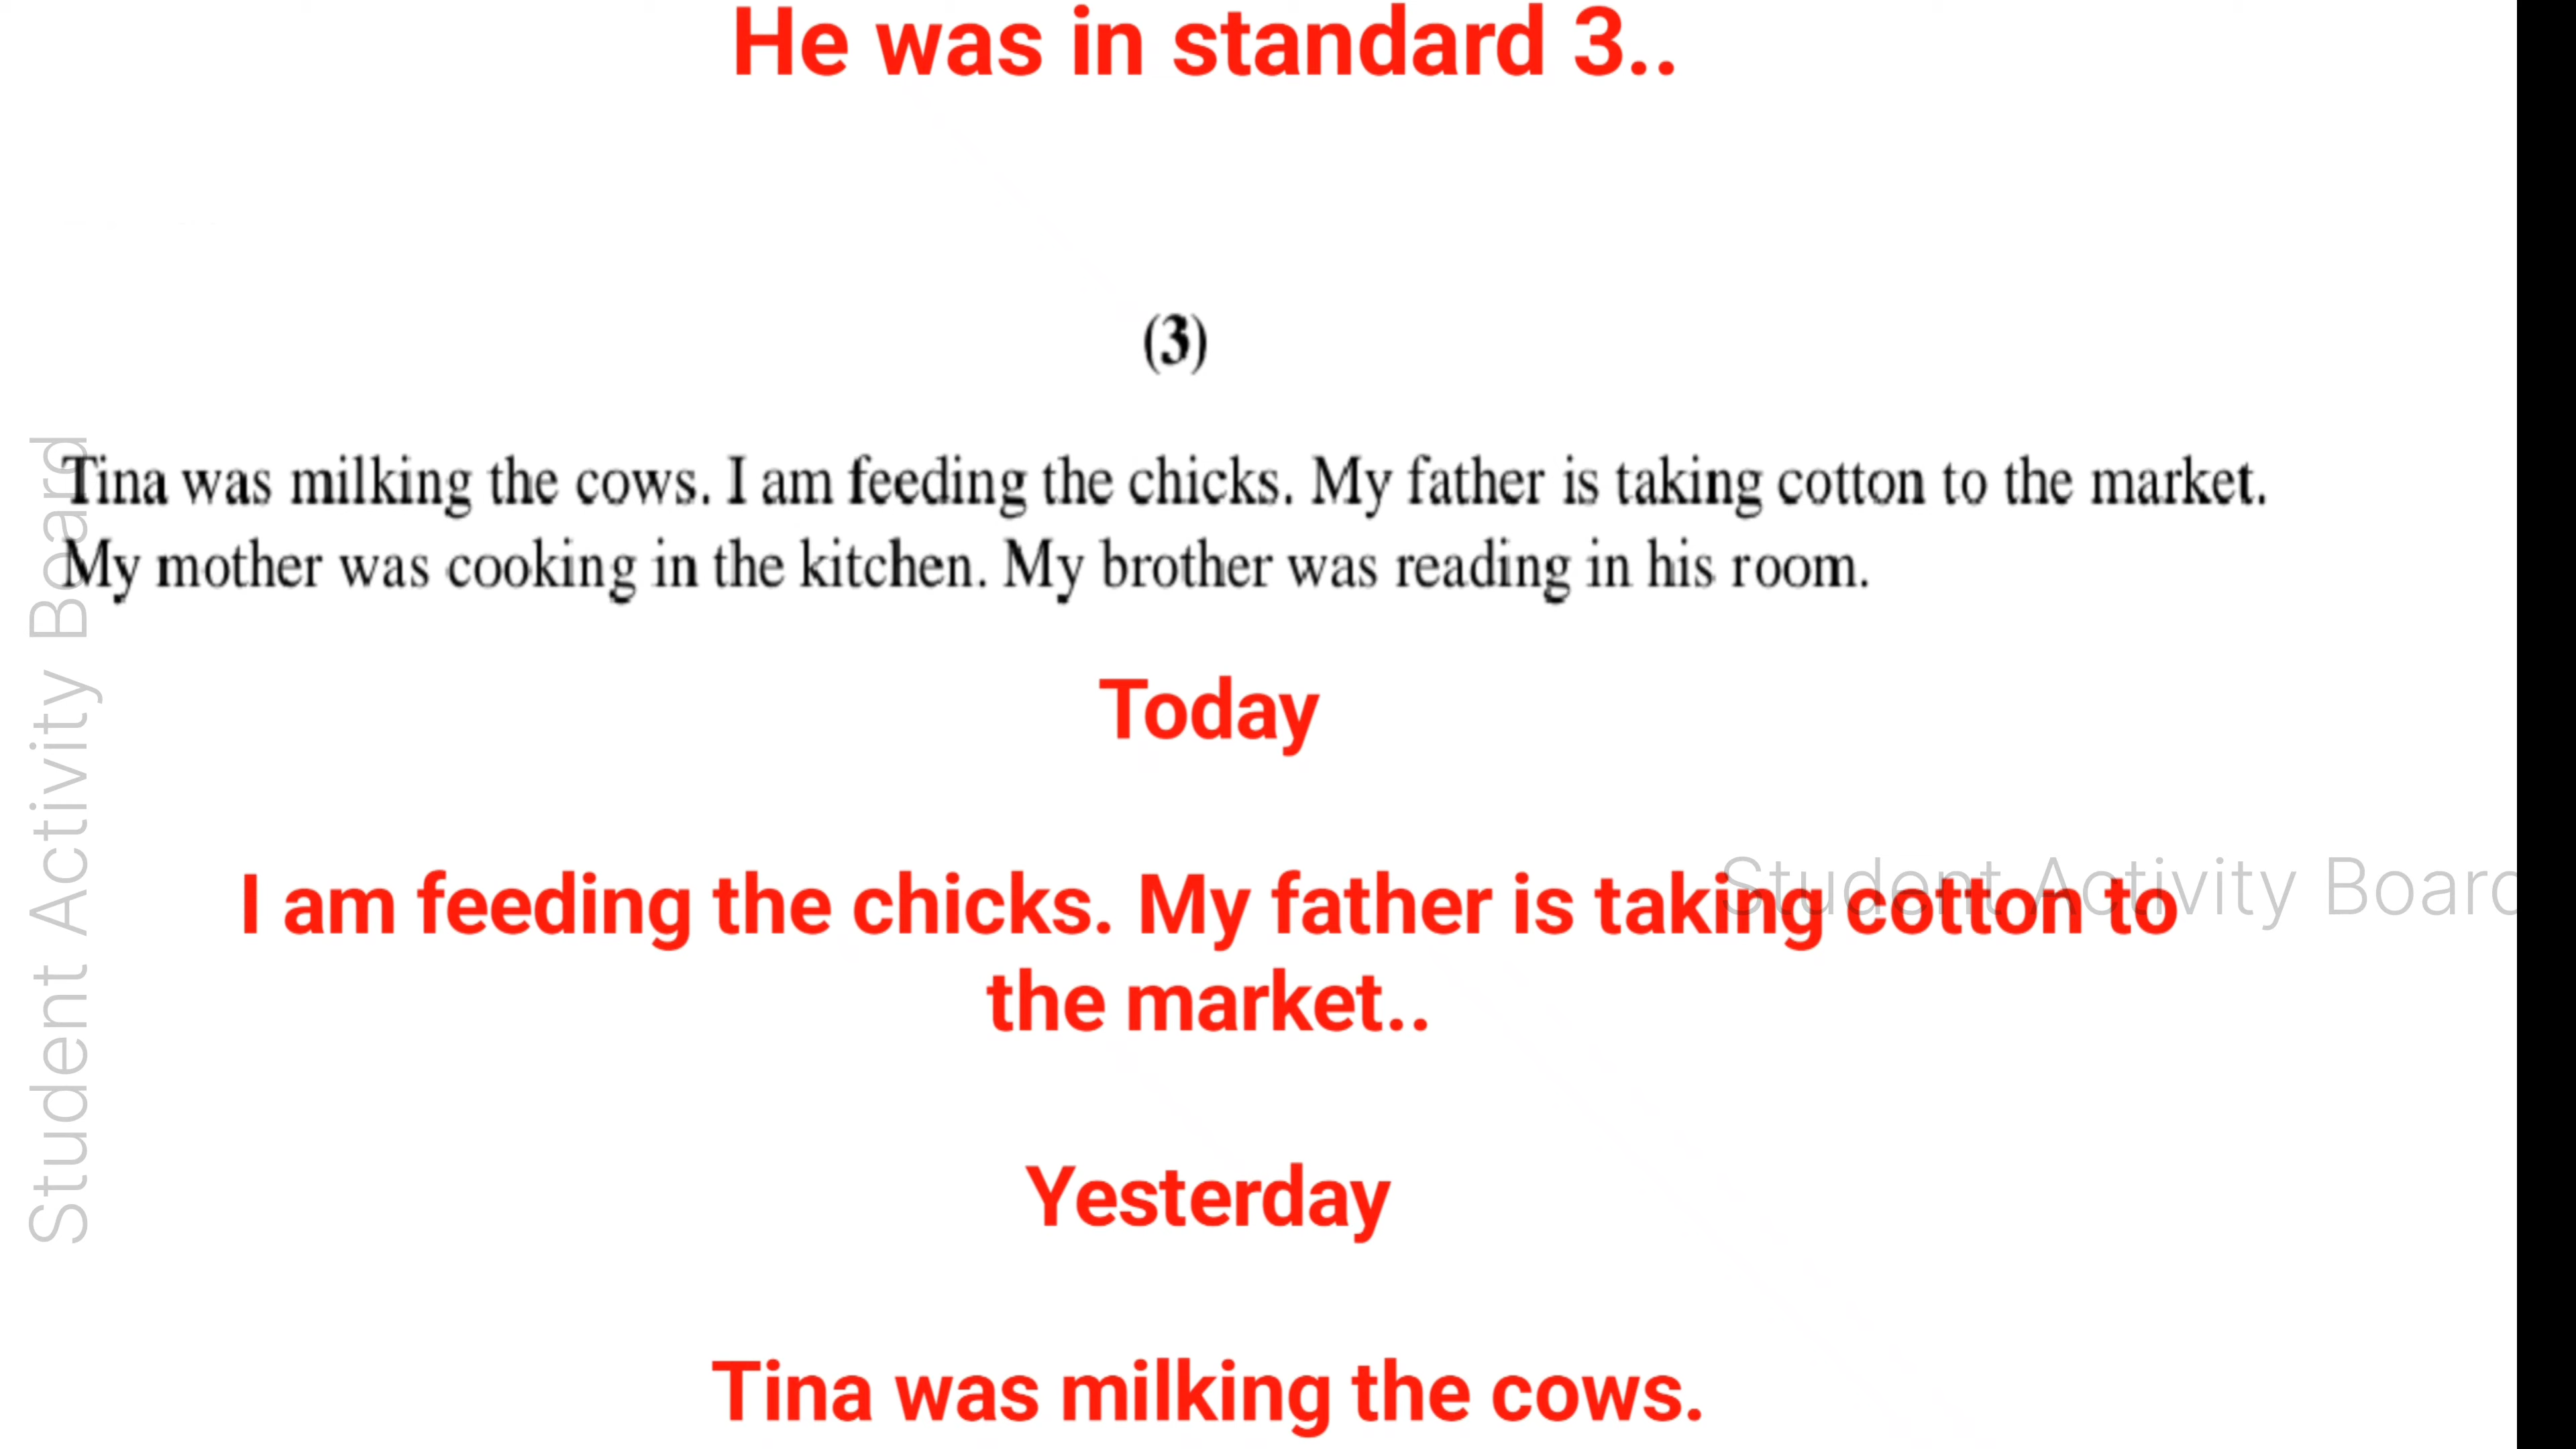 He was in standard 3..
(3)
Tina was milking the cows. I am feeding the chicks. My father is taking cotton to the market.
My mother was cooking in the kitchen. My brother was reading in his room.
Today
I am feeding the chicks. My father is taking cotton to
the market..
Yesterday
Tina was milking the cows.
Student Activity Board
Student Activity Board